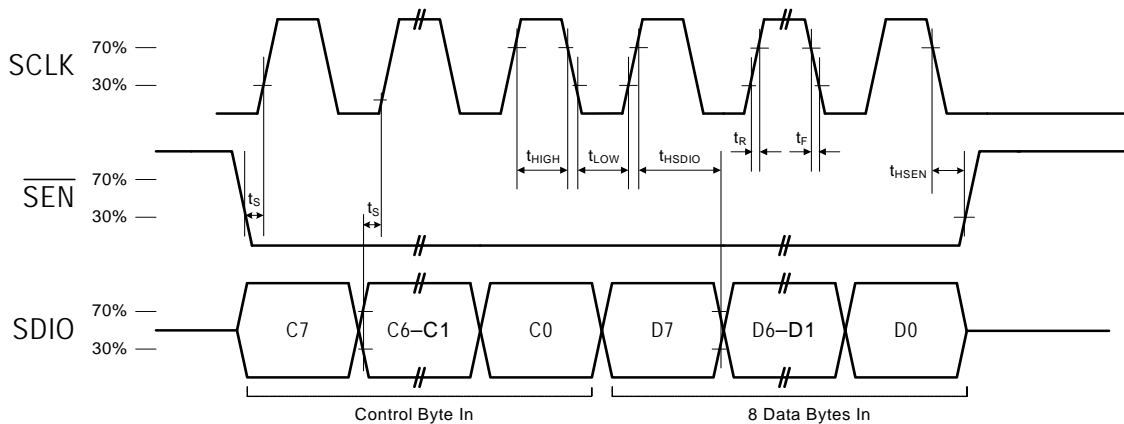 SCLK
70%
30%
tHIGH
tLOW
tHSDIO
tR
tF
tHSEN
SEN
70%
30%
tS
tS
SDIO
70%
30%
C7
C6–C1
C0
D7
D6–D1
D0
Control Byte In
8 Data Bytes In